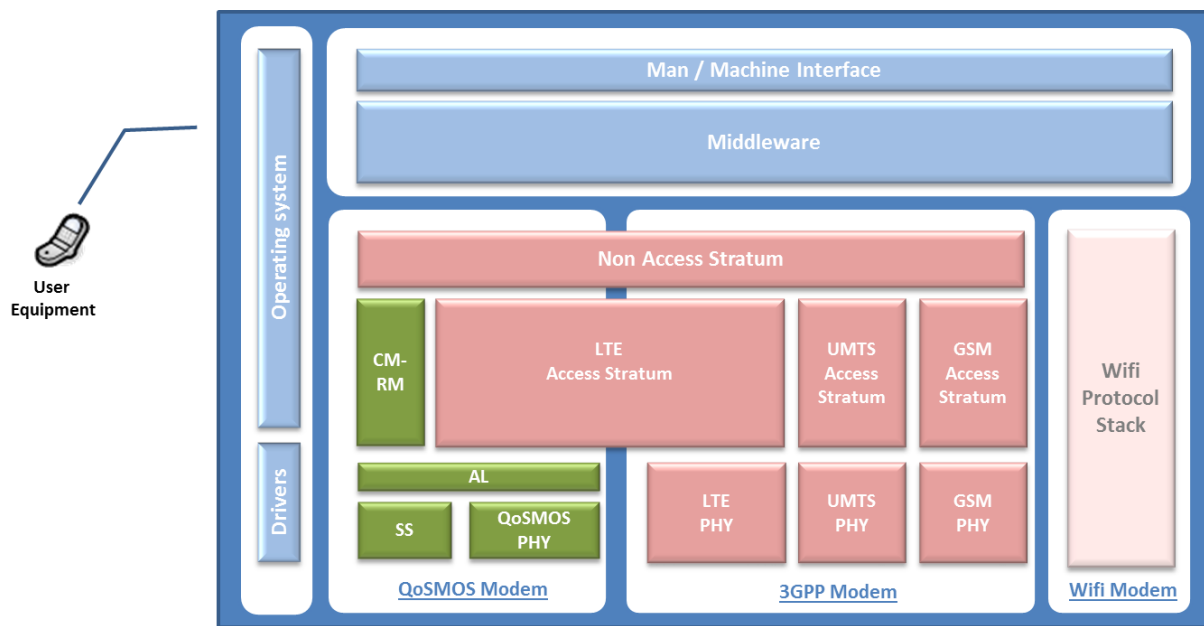 User
Equipment
Operating system
Drivers
Man / Machine Interface
Middleware
Non Access Stratum
CM-
RM
LTE
Access Stratum
UMTS
Access
Stratum
GSM
Access
Stratum
AL
SS
QoSMOS
PHY
LTE
PHY
UMTS
PHY
GSM
PHY
Wifi
Protocol
Stack
QoSMOS Modem
3GPP Modem
Wifi Modem